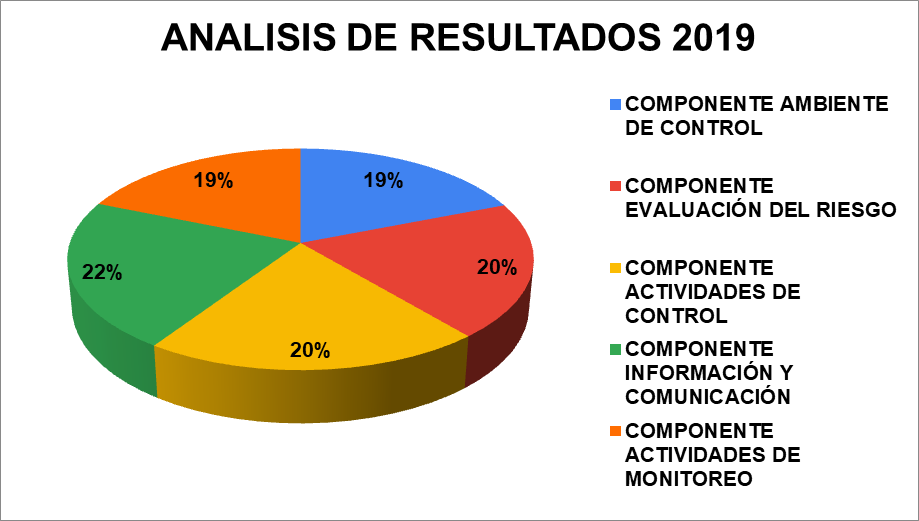 ANALISIS DE RESULTADOS 2019
COMPONENTE AMBIENTE
DE CONTROL
COMPONENTE
EVALUACIÓN DEL RIESGO
COMPONENTE
ACTIVIDADES DE
CONTROL
COMPONENTE
INFORMACIÓN Y
COMUNICACIÓN
COMPONENTE
ACTIVIDADES DE
MONITOREO
19%
19%
20%
22%
20%